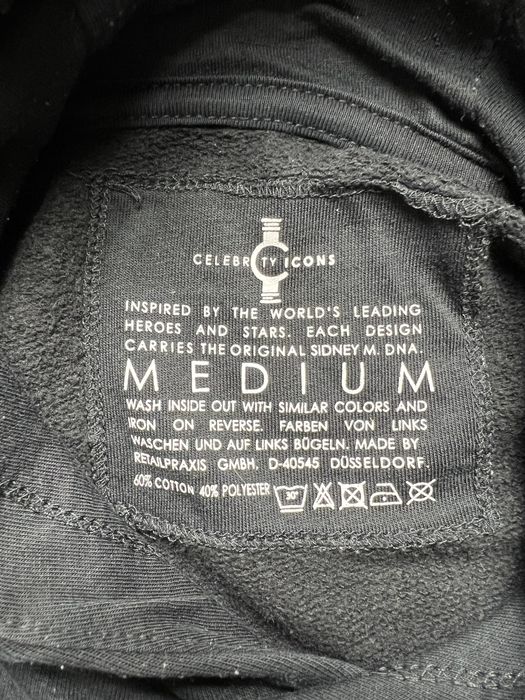 CELEBRITY ICONS
INSPIRED BY THE WORLD'S LEADING
HEROES AND STARS. EACH DESIGN
CARRIES THE ORIGINAL SIDNEY M. DNA.
MEDIUM
WASH INSIDE OUT WITH SIMILAR COLORS AND
IRON ON REVERSE. FARBEN VON LINKS
WASCHEN UND AUF LINKS BÜGELN. MADE BY
RETAILPRAXIS GMBH. D-40545 DÜSSELDORF.
60% COTTON 40% POLYESTER 30°